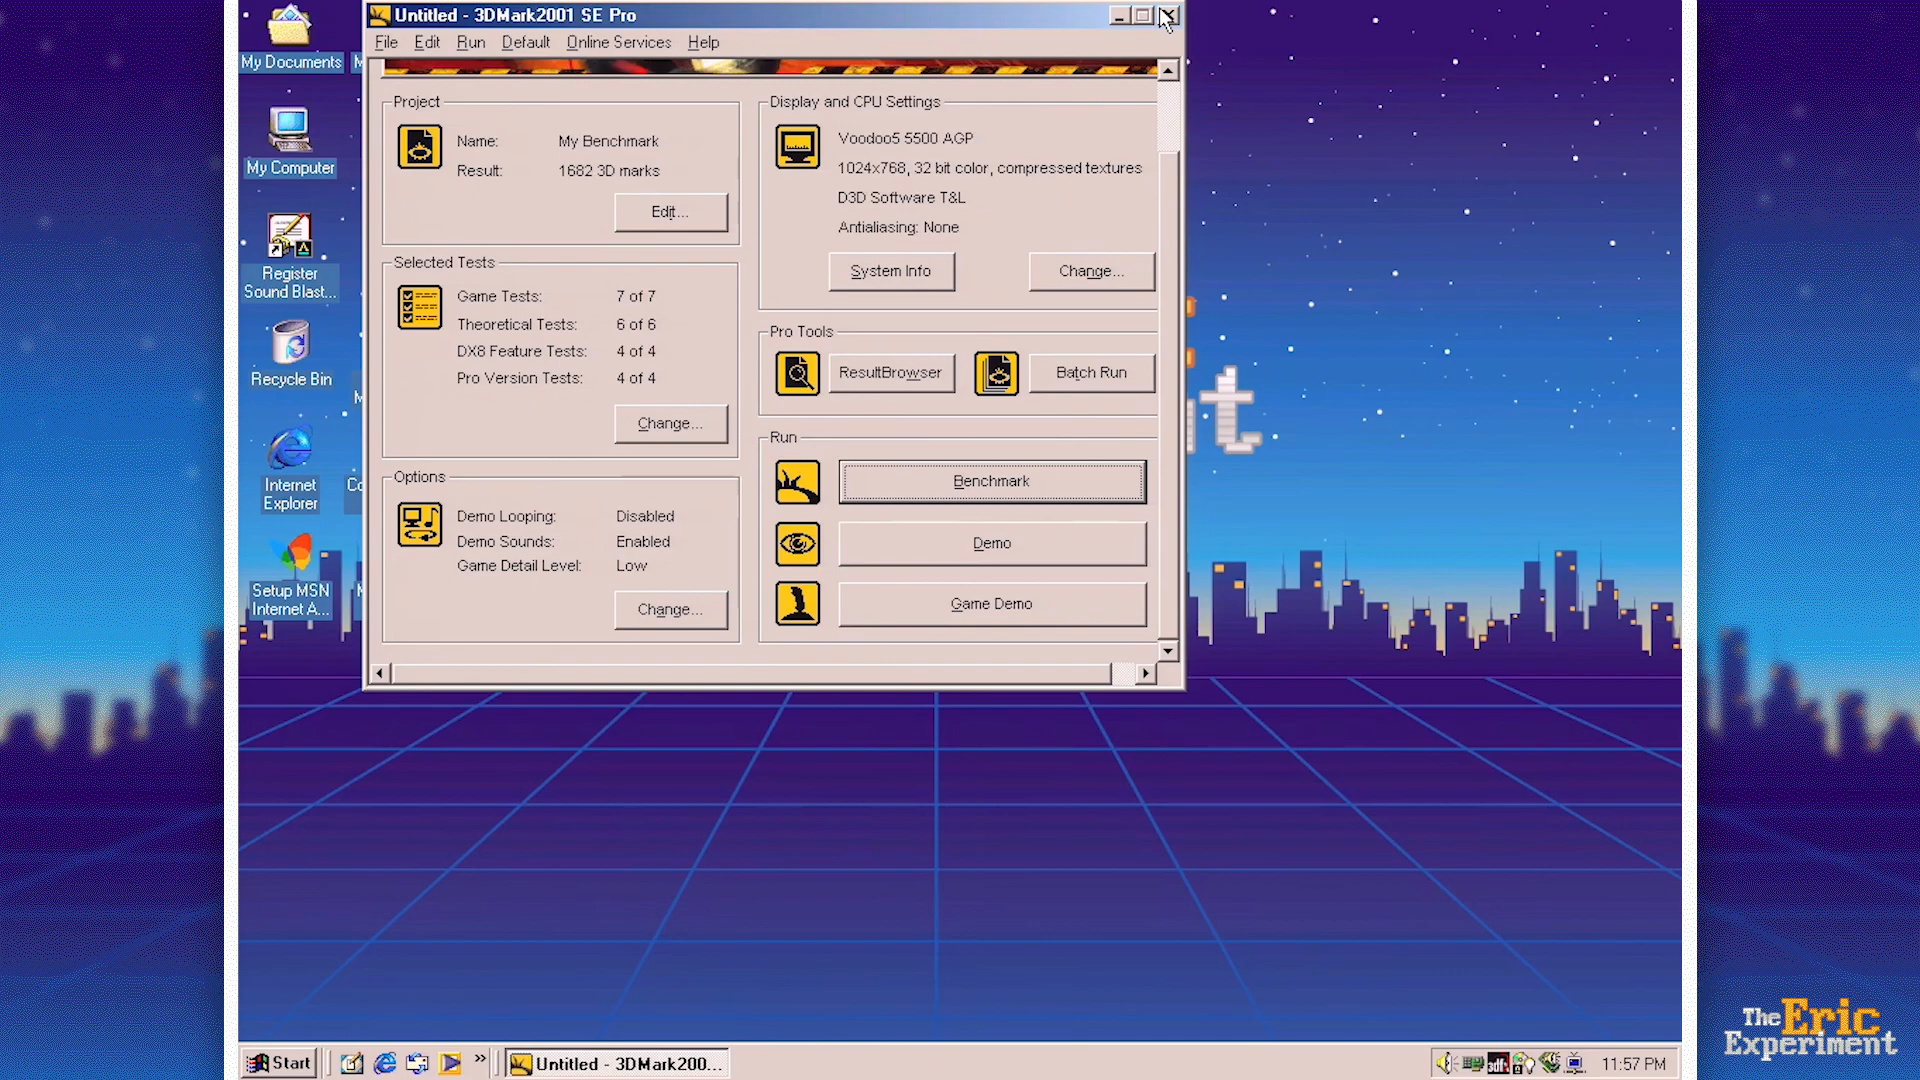 My Documents
My Computer
Register
Sound Blast...
Recycle Bin
Internet
Explorer
Setup MSN
Internet A...
Untitled - 3DMark2001 SE Pro
File Edit Run Default Online Services Help
Project
Name: My Benchmark
Result: 1682 3D marks
Edit...
Selected Tests
Game Tests: 7 of 7
Theoretical Tests: 6 of 6
DX8 Feature Tests: 4 of 4
Pro Version Tests: 4 of 4
Change...
Options
Demo Looping: Disabled
Demo Sounds: Enabled
Game Detail Level: Low
Change...
Display and CPU Settings
Voodoo5 5500 AGP
1024x768, 32 bit color, compressed textures
D3D Software T&L
Antialiasing: None
System Info
Change...
Pro Tools
ResultBrowser
Batch Run
Run
Benchmark
Demo
Game Demo
t
Start
»
Untitled - 3DMark200...
11:57 PM
The Eric
Experiment